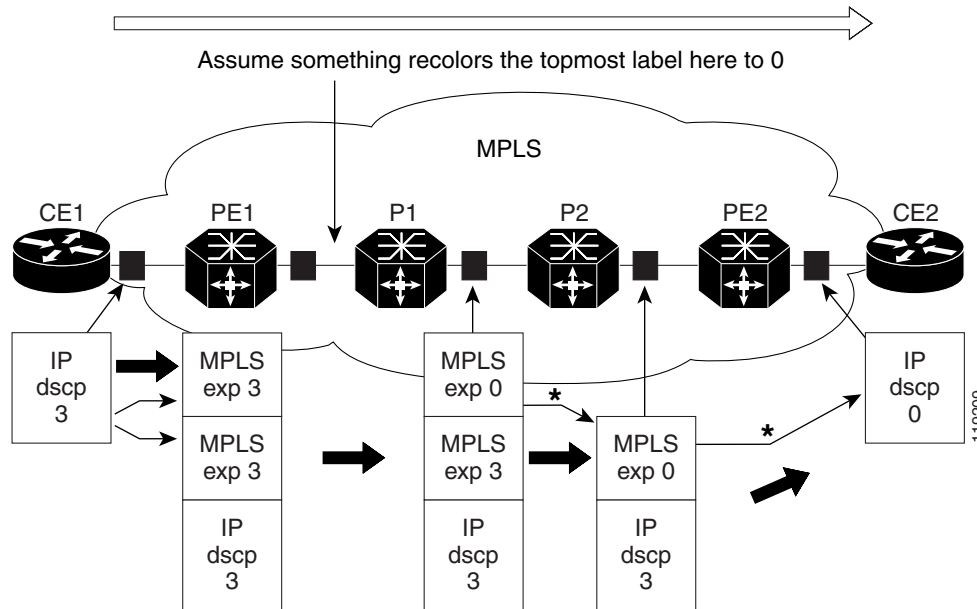 Assume something recolors the topmost label here to 0
MPLS
CE1
PE1
P1
P2
PE2
CE2
IP
dscp
3
MPLS
exp 3
MPLS
exp 3
IP
dscp
3
MPLS
exp 0
MPLS
exp 3
IP
dscp
3
*
MPLS
exp 0
IP
dscp
3
*
IP
dscp
0